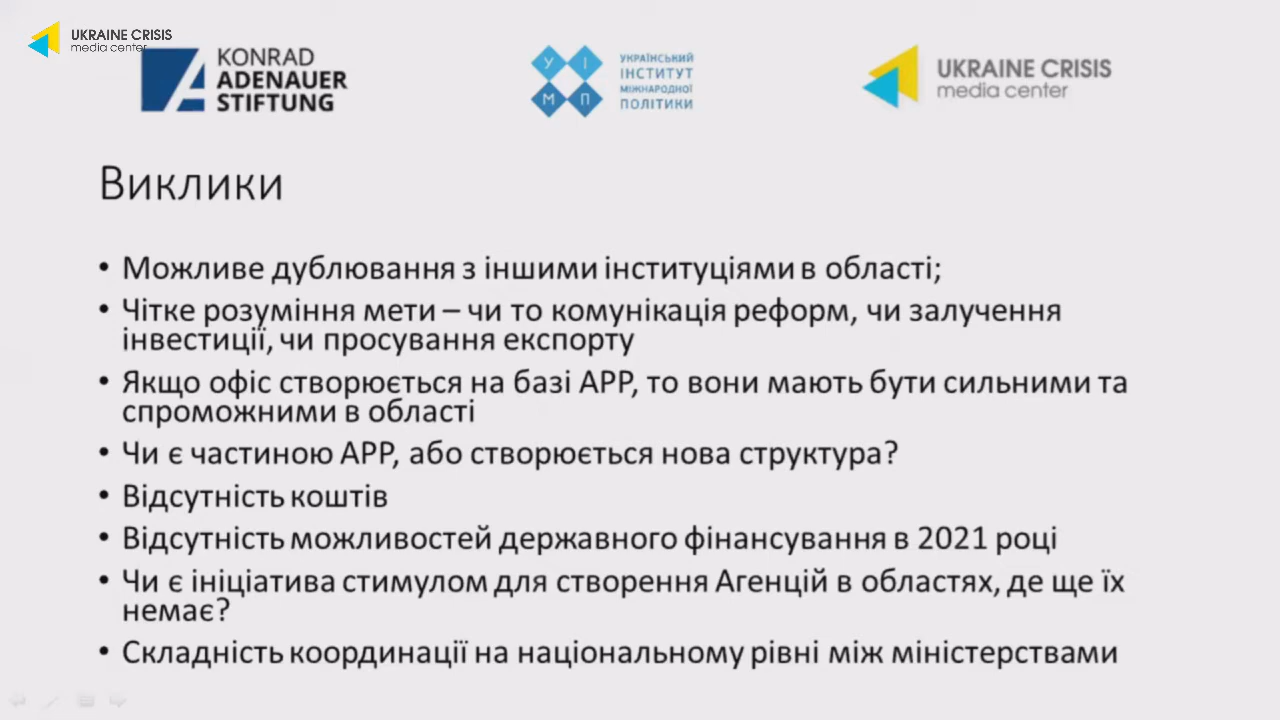 UKRAINE CRISIS
media center
KONRAD
ADENAUER
STIFTUNG
У І
М П
УКРАЇНСЬКИЙ
ІНСТИТУТ
МІЖНАРОДНОЇ
ПОЛІТИКИ
UKRAINE CRISIS
media center
Виклики
• Можливе дублювання з іншими інституціями в області;
• Чітке розуміння мети – чи то комунікація реформ, чи залучення
інвестиції, чи просування експорту
• Якщо офіс створюється на базі АРР, то вони мають бути сильними та
спроможними в області
• Чи є частиною АРР, або створюється нова структура?
• Відсутність коштів
• Відсутність можливостей державного фінансування в 2021 році
• Чи є ініціатива стимулом для створення Агенцій в областях, де ще їх
немає?
• Складність координації на національному рівні між міністерствами